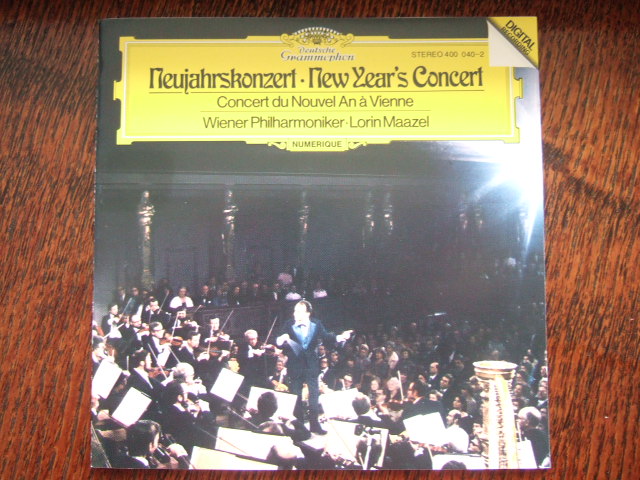 Deutsche
Grammophon
STEREO 400 040-2
DIGITAL
RECORDING
Neujahrskonzert · New Year's Concert
Concert du Nouvel An à Vienne
Wiener Philharmoniker · Lorin Maazel
NUMERIQUE